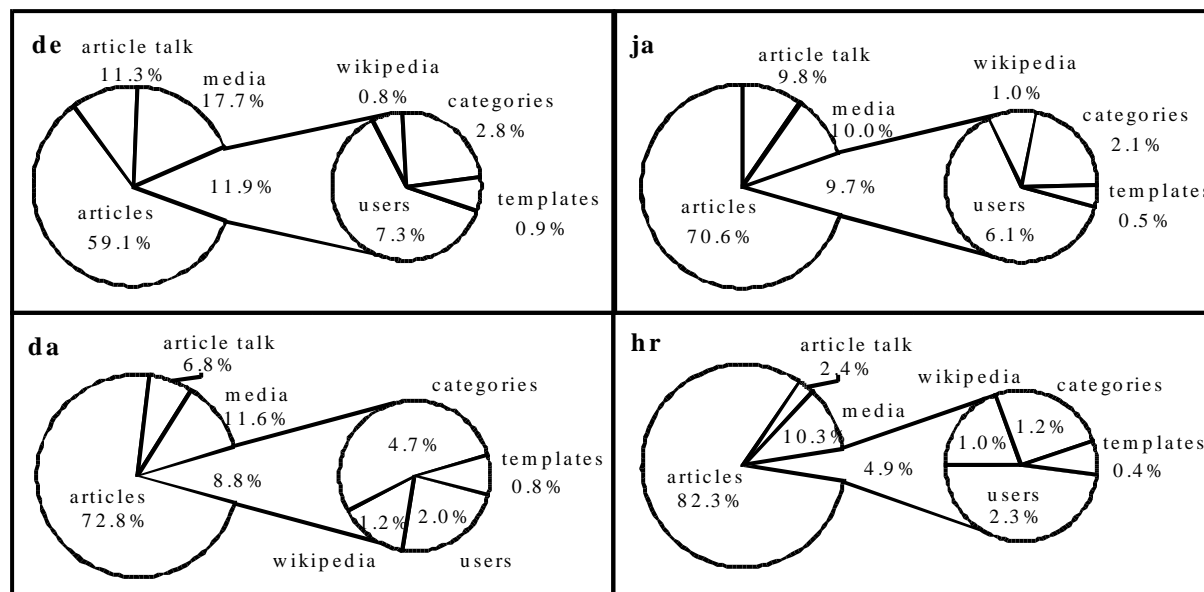 de
article talk
11.3%
media
17.7%
wikipedia
0.8%
categories
2.8%
11.9%
users
7.3%
templates
0.9%
articles
59.1%
ja
article talk
9.8%
media
10.0%
wikipedia
1.0%
categories
2.1%
9.7%
users
6.1%
templates
0.5%
articles
70.6%
da
article talk
6.8%
media
11.6%
categories
4.7%
templates
0.8%
8.8%
articles
72.8%
1.2%
2.0%
wikipedia
users
hr
article talk
2.4%
media
10.3%
wikipedia
1.0%
categories
1.2%
4.9%
templates
0.4%
articles
82.3%
users
2.3%